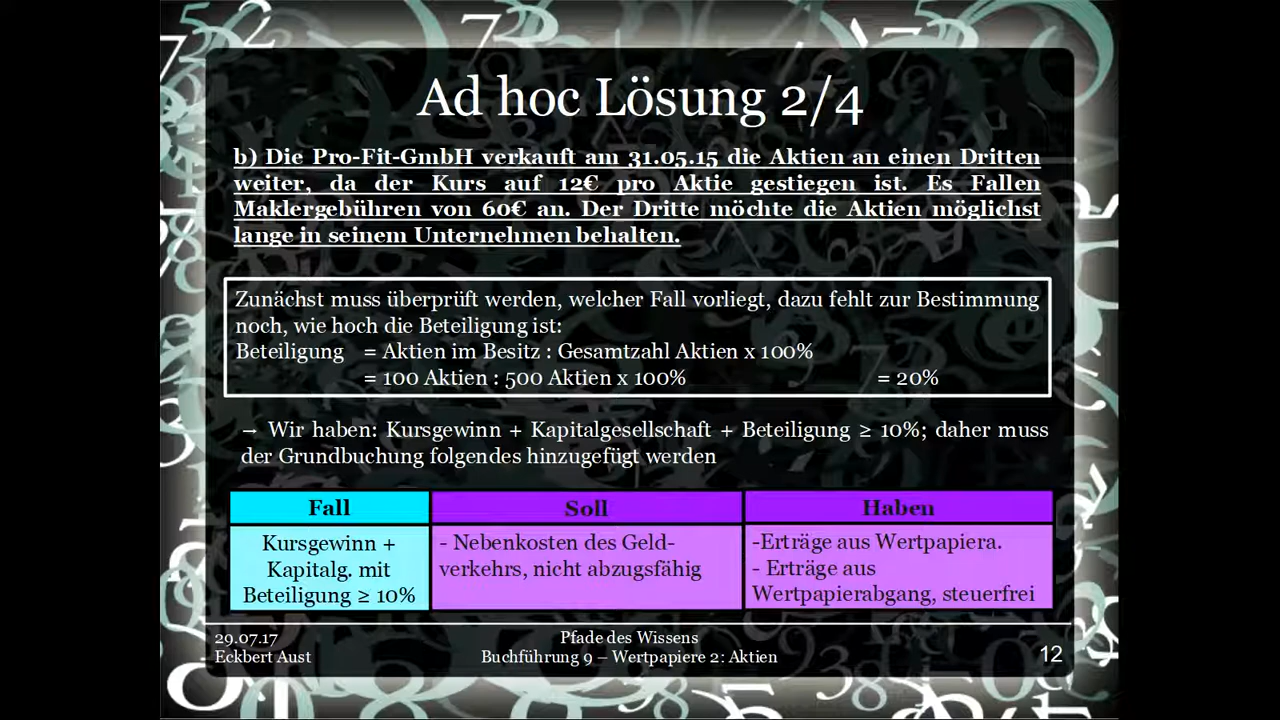 Ad hoc Lösung 2/4
b) Die Pro-Fit-GmbH verkauft am 31.05.15 die Aktien an einen Dritten
weiter, da der Kurs auf 12€ pro Aktie gestiegen ist. Es Fallen
Maklergebühren von 60€ an. Der Dritte möchte die Aktien möglichst
lange in seinem Unternehmen behalten.
Zunächst muss überprüft werden, welcher Fall vorliegt, dazu fehlt zur Bestimmung
noch, wie hoch die Beteiligung ist:
Beteiligung = Aktien im Besitz : Gesamtzahl Aktien x 100%
= 100 Aktien : 500 Aktien x 100% = 20%
→ Wir haben: Kursgewinn + Kapitalgesellschaft + Beteiligung ≥ 10%; daher muss
der Grundbuchung folgendes hinzugefügt werden
Fall Soll Haben
Kursgewinn +
Kapitalg. mit
Beteiligung ≥ 10%
- Nebenkosten des Geld-
verkehrs, nicht abzugsfähig
-Erträge aus Wertpapiera.
- Erträge aus
Wertpapierabgang, steuerfrei
29.07.17
Eckbert Aust
Pfade des Wissens
Buchführung 9 – Wertpapiere 2: Aktien
12